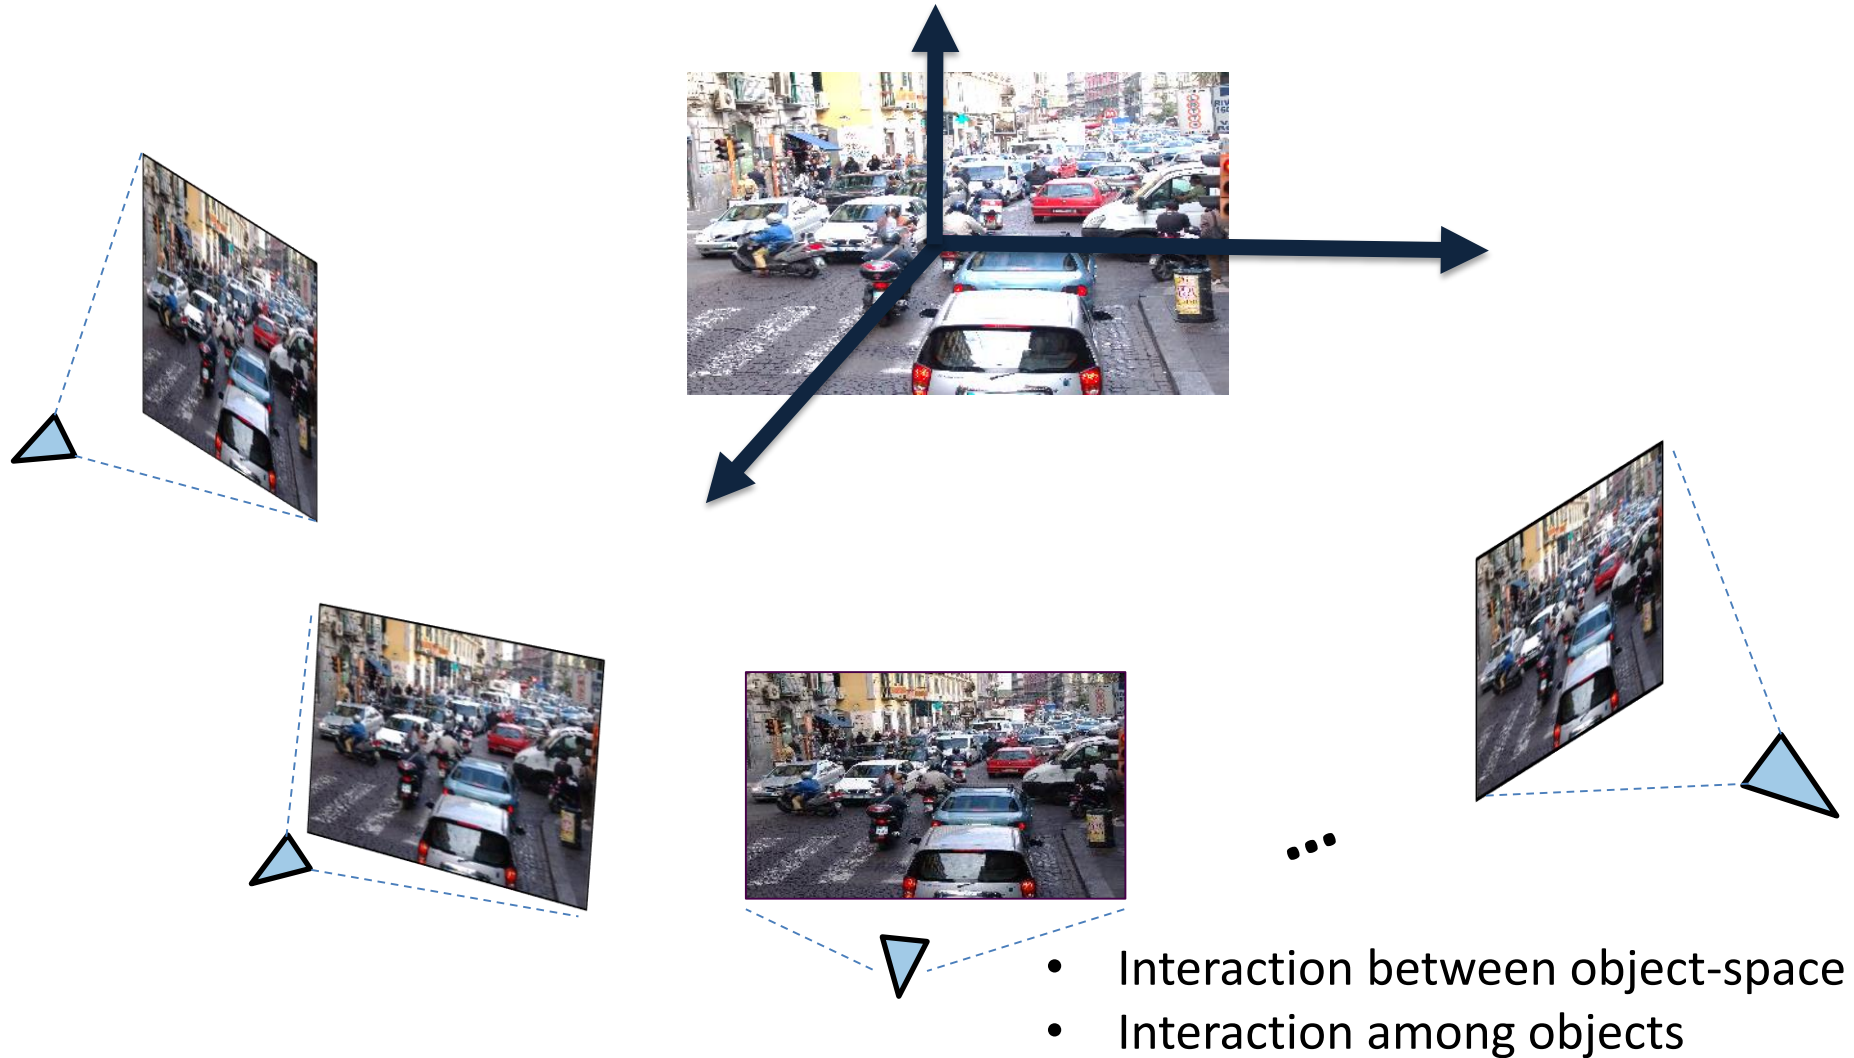 ...
• Interaction between object-space
• Interaction among objects